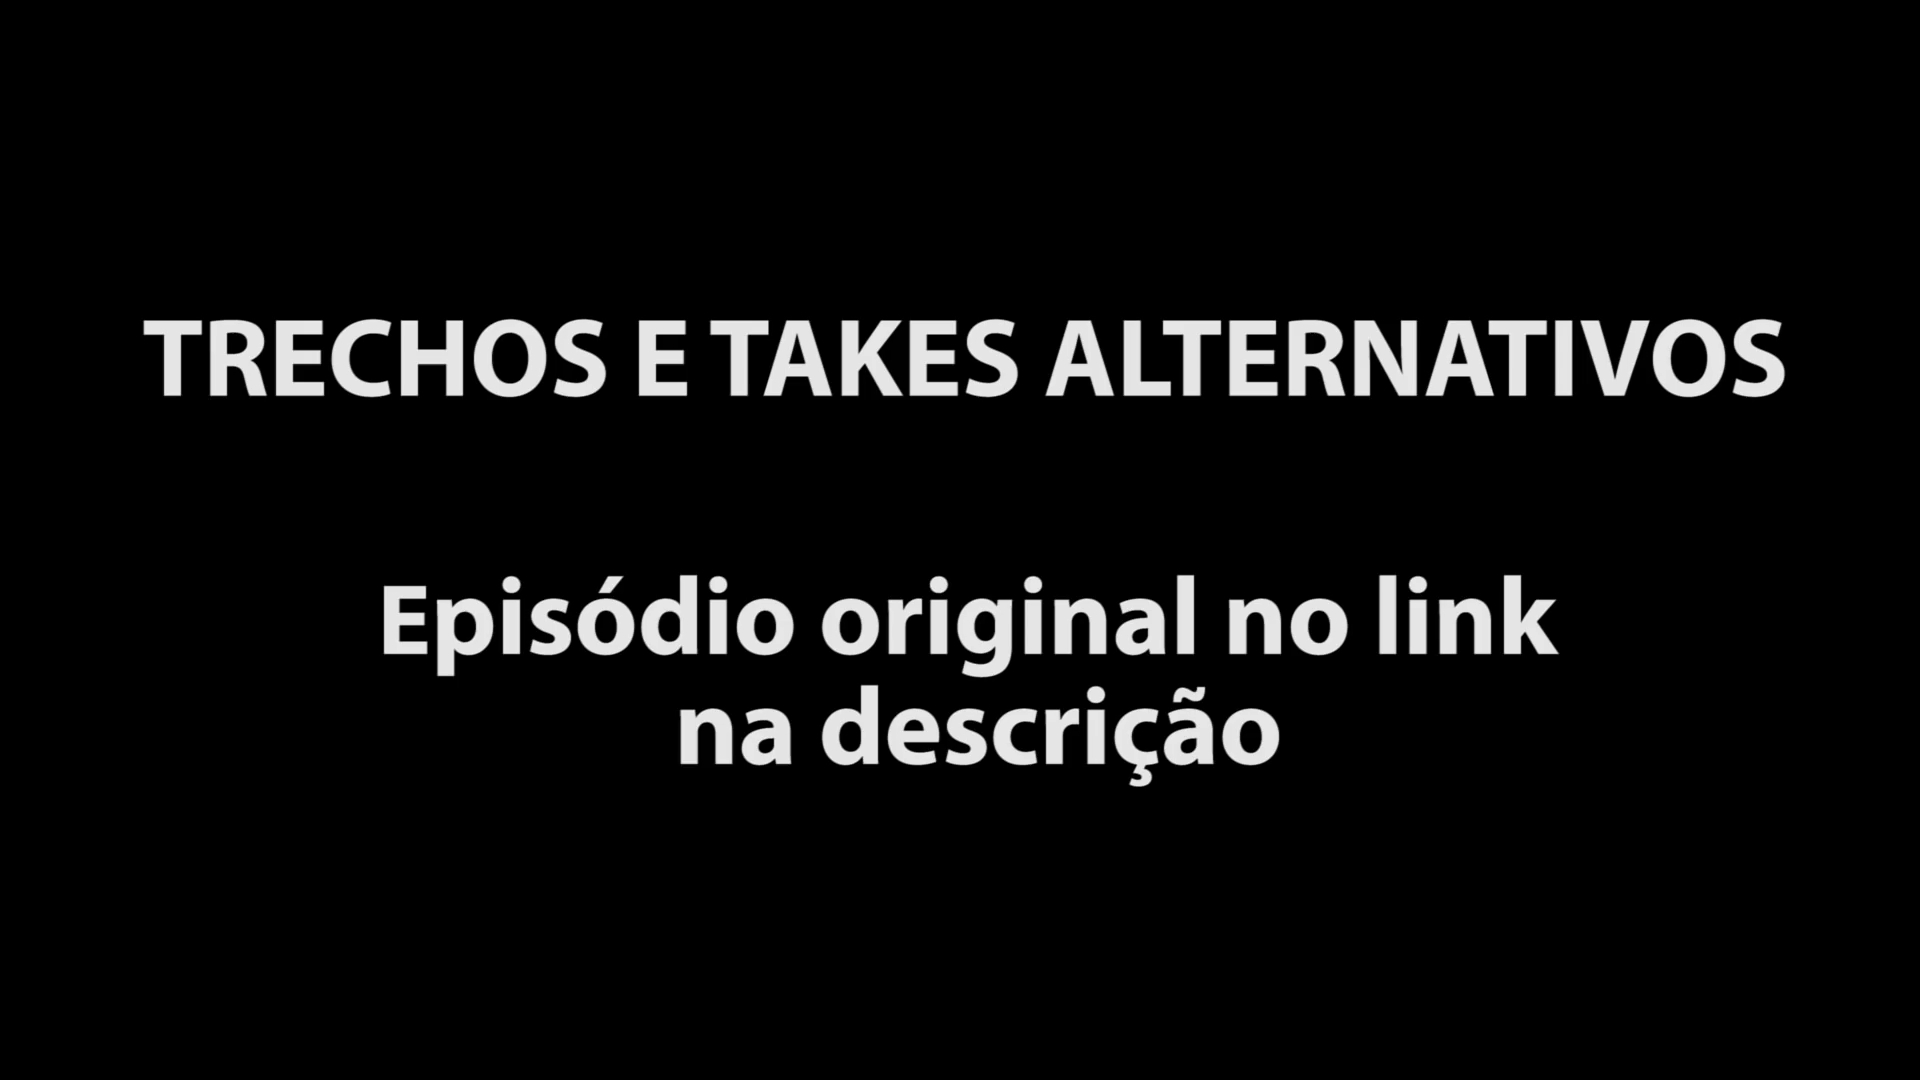 TRECHOS E TAKES ALTERNATIVOS
Episódio original no link
na descrição